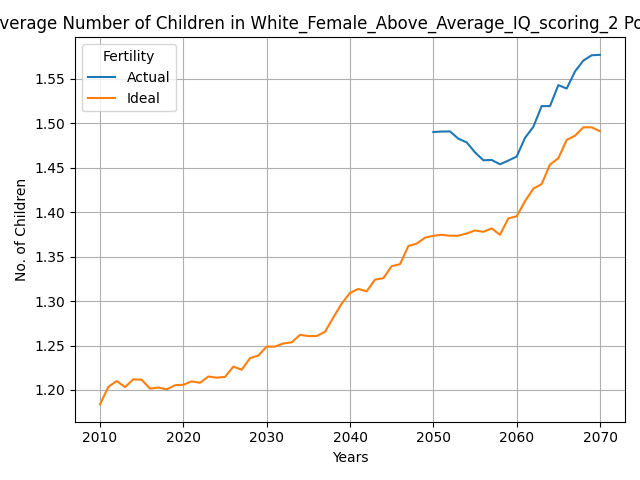 verage Number of Children in White_Female_Above_Average_IQ_scoring_2 Po
Fertility
Actual
Ideal
No. of Children
1.55
1.50
1.45
1.40
1.35
1.30
1.25
1.20
2010 2020 2030 2040 2050 2060 2070
Years